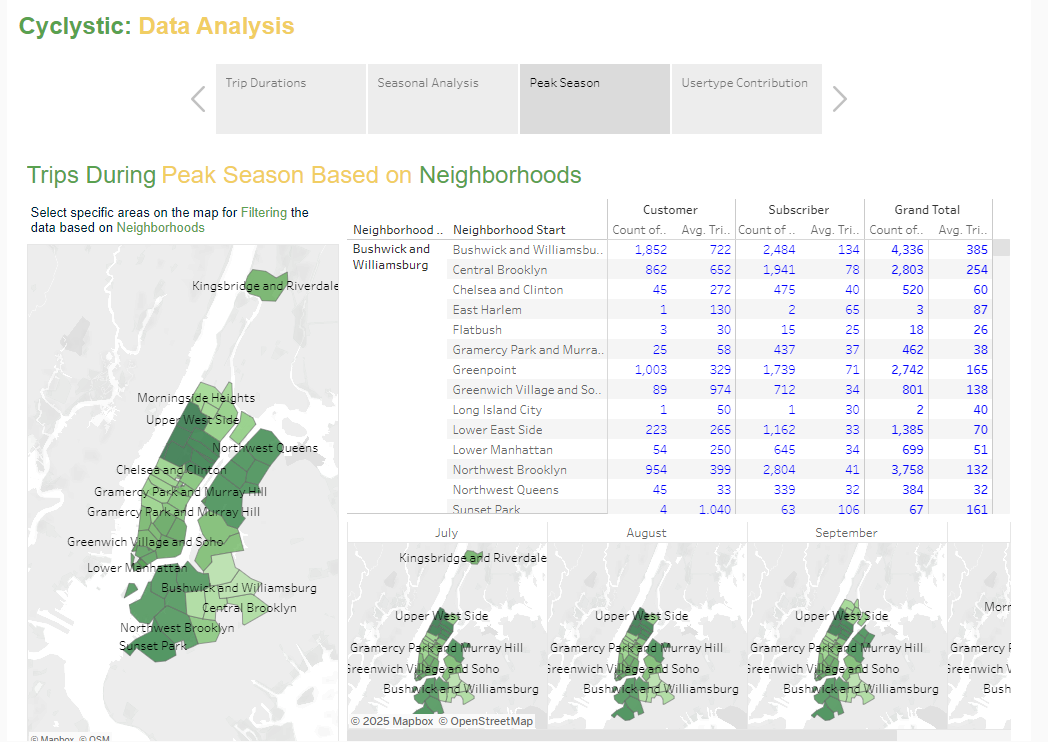 Cyclystic: Data Analysis
Trip Durations
Seasonal Analysis
Peak Season
Usertype Contribution
Trips During Peak Season Based on Neighborhoods
Select specific areas on the map for Filtering the
data based on Neighborhoods
Kingsbridge and Riverdale
Morningside Heights
Upper West Side
Northwest Queens
Chelsea and Clinton
Gramercy Park and Murray Hill
Gramercy Park and Murray Hill
Greenwich Village and Soho
Lower Manhattan
Bushwick and Williamsburg
Central Brooklyn
Northwest Brooklyn
Sunset Park
© Mapbox © OSM
Customer Subscriber Grand Total
Neighborhood .. Neighborhood Start Count of.. Avg. Tri.. Count of.. Avg. Tri.. Count of.. Avg. Tri..
Bushwick and
Williamsburg
Bushwick and Williamsbu.. 1,852 722 2,484 134 4,336 385
Central Brooklyn 862 652 1,941 78 2,803 254
Chelsea and Clinton 45 272 475 40 520 60
East Harlem 1 130 2 65 3 87
Flatbush 3 30 15 25 18 26
Gramercy Park and Murra.. 25 58 437 37 462 38
Greenpoint 1,003 329 1,739 71 2,742 165
Greenwich Village and So.. 89 974 712 34 801 138
Long Island City 1 50 1 30 2 40
Lower East Side 223 265 1,162 33 1,385 70
Lower Manhattan 54 250 645 34 699 51
Northwest Brooklyn 954 399 2,804 41 3,758 132
Northwest Queens 45 33 339 32 384 32
Sunset Park 4 1,040 63 106 67 161
July
Kingsbridge and Riverdale
Upper West Side
Gramercy Park and Murray Hill
Greenwich Village and Soho
Bushwick and Williamsburg
© 2025 Mapbox © OpenStreetMap
August
Upper West Side
Gramercy Park and Murray Hill
Greenwich Village and Soho
Bushwick and Williamsburg
September
Upper West Side
Gramercy Park and Murray Hill
Greenwich Village and Soho
Bushwick and Williamsburg
Morr
Gramercy
Greenwich V
Bush